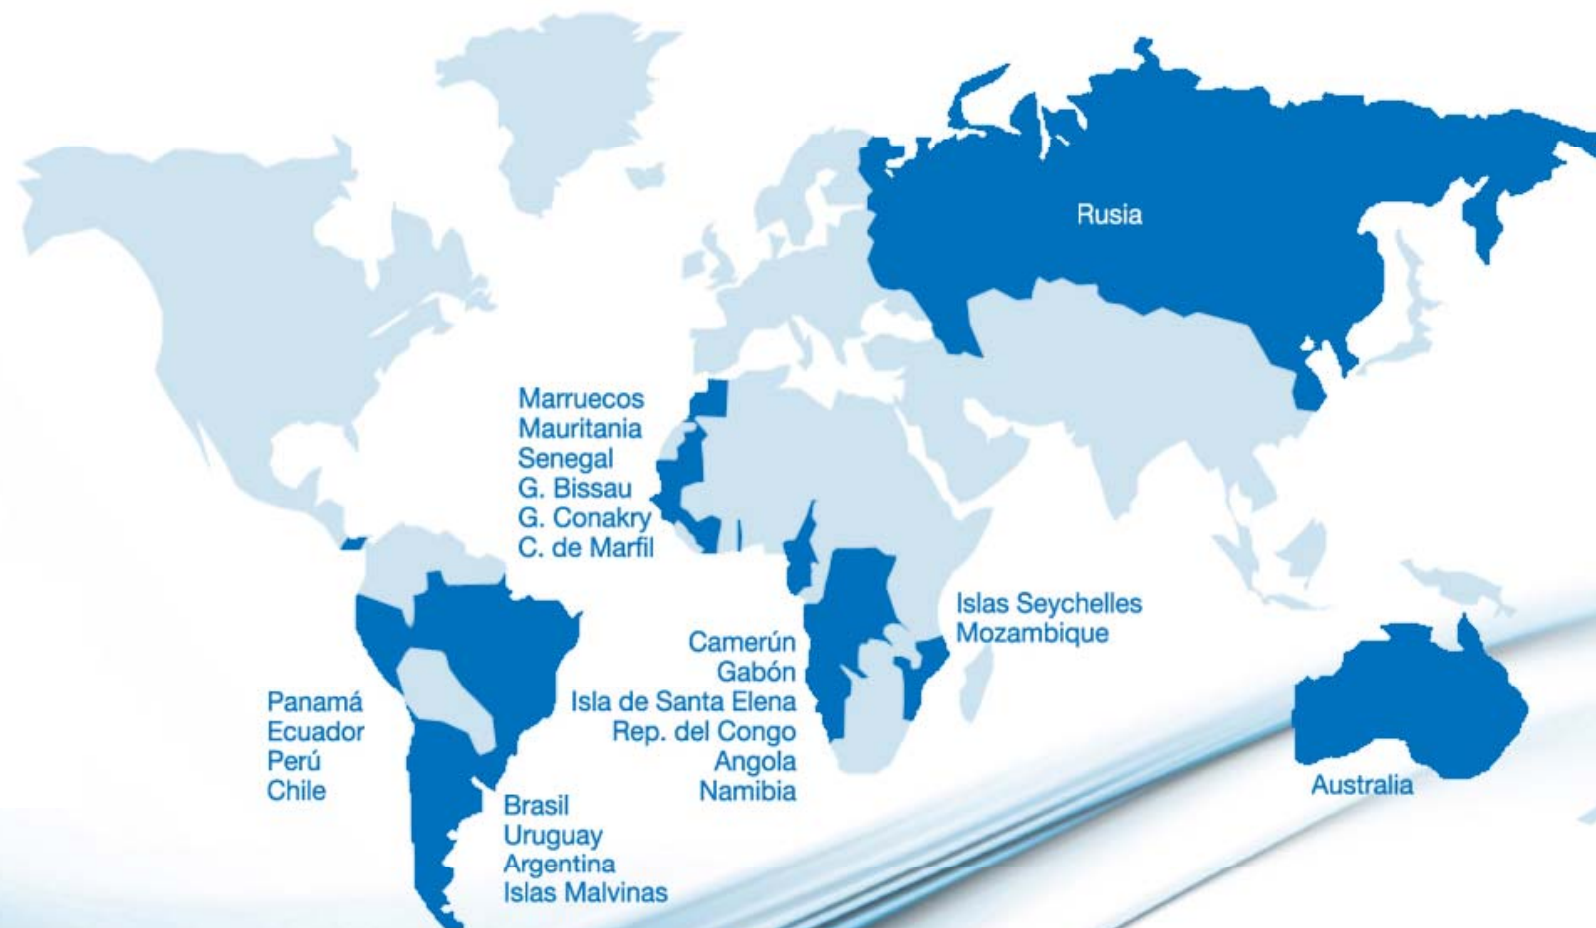 Rusia
Marruecos
Mauritania
Senegal
G. Bissau
G. Conakry
C. de Marfil
Islas Seychelles
Mozambique
Camerún
Gabón
Isla de Santa Elena
Rep. del Congo
Angola
Namibia
Panamá
Ecuador
Perú
Chile
Brasil
Uruguay
Argentina
Islas Malvinas
Australia